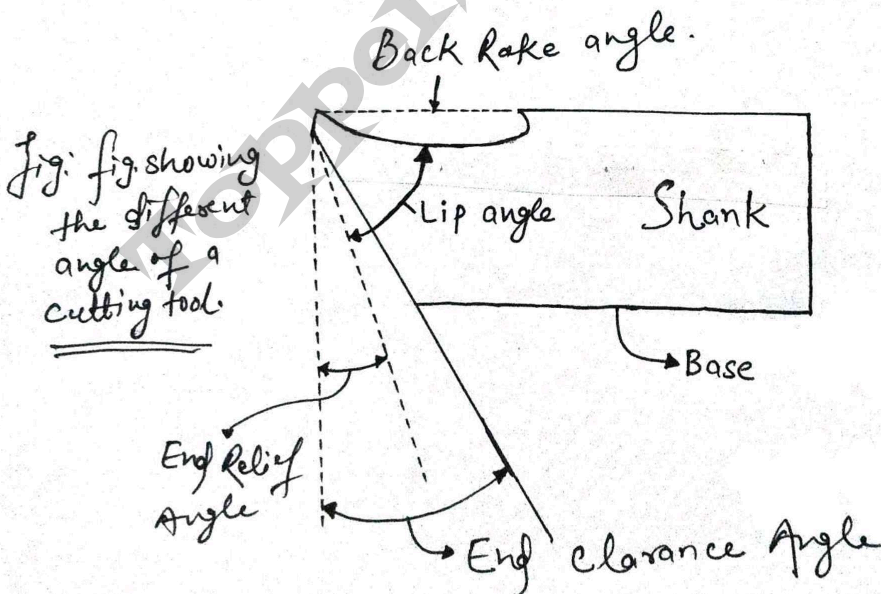 Back Rake angle.
fig: fig. showing
the different
angle of a
cutting tool.
Lip angle
Shank
Base
End Relief
Angle
End Clarance Angle
Topper